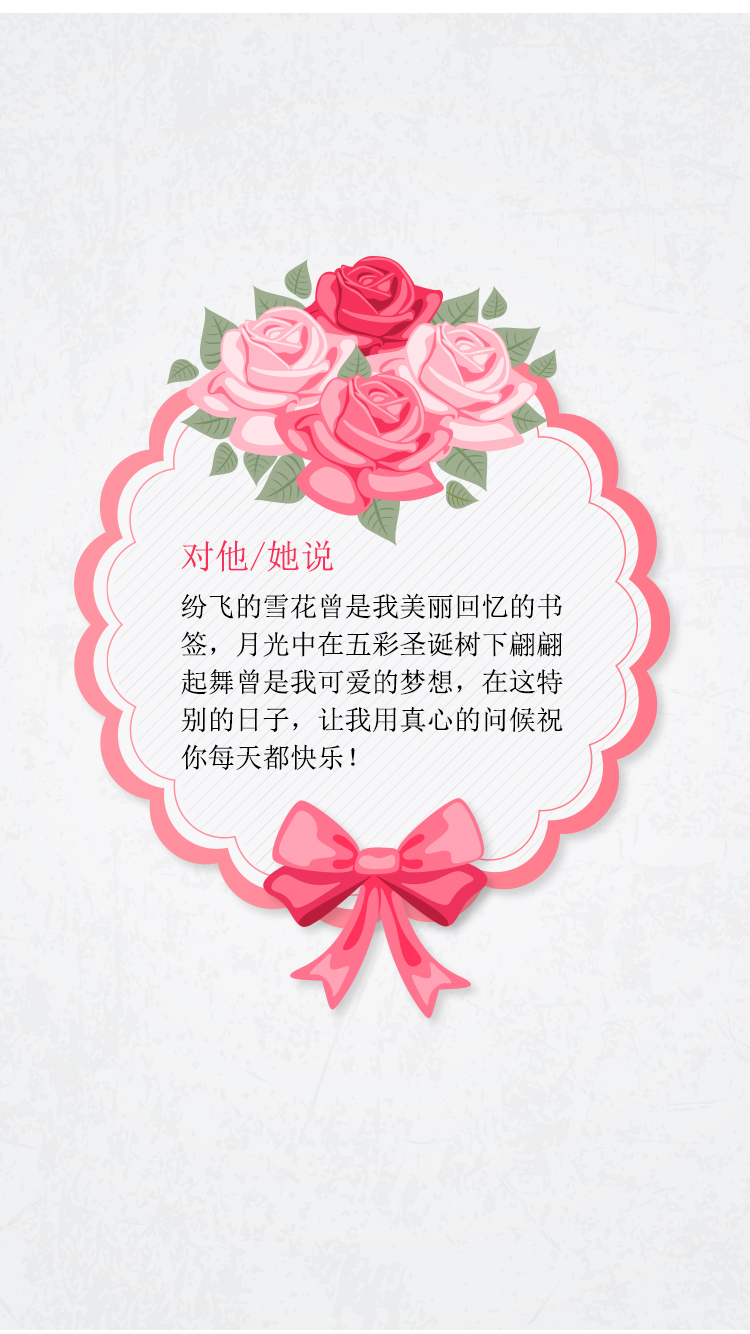 对他/她说
纷飞的雪花曾是我美丽回忆的书
签，月光中在五彩圣诞树下翩翩
起舞曾是我可爱的梦想，在这特
别的日子，让我用真心的问候祝
你每天都快乐！